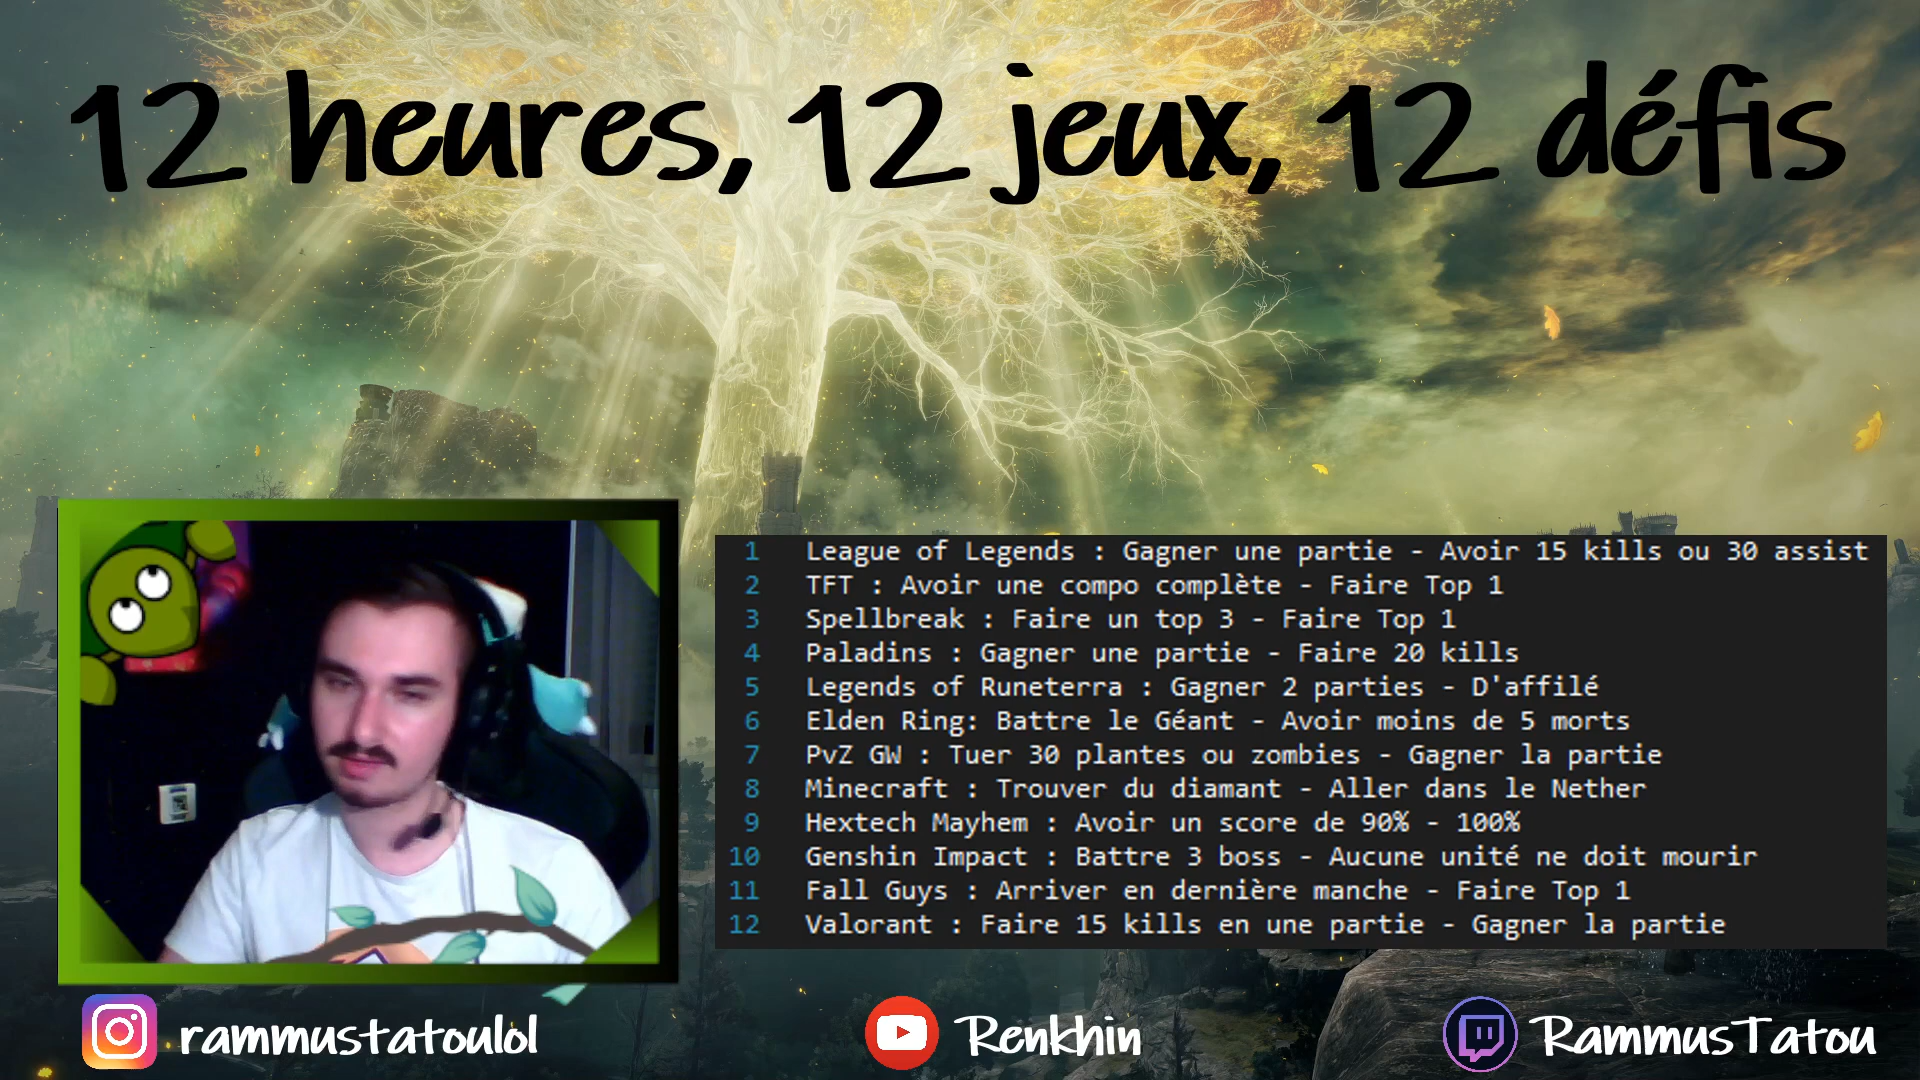 12 heures, 12 jeux, 12 défis
1 League of Legends : Gagner une partie - Avoir 15 kills ou 30 assist
2 TFT : Avoir une compo complète - Faire Top 1
3 Spellbreak : Faire un top 3 - Faire Top 1
4 Paladins : Gagner une partie - Faire 20 kills
5 Legends of Runeterra : Gagner 2 parties - D'affilé
6 Elden Ring: Battre le Géant - Avoir moins de 5 morts
7 PvZ GW : Tuer 30 plantes ou zombies - Gagner la partie
8 Minecraft : Trouver du diamant - Aller dans le Nether
9 Hextech Mayhem : Avoir un score de 90% - 100%
10 Genshin Impact : Battre 3 boss - Aucune unité ne doit mourir
11 Fall Guys : Arriver en dernière manche - Faire Top 1
12 Valorant : Faire 15 kills en une partie - Gagner la partie
rammustatoulol
Renkhin
RammusTatou